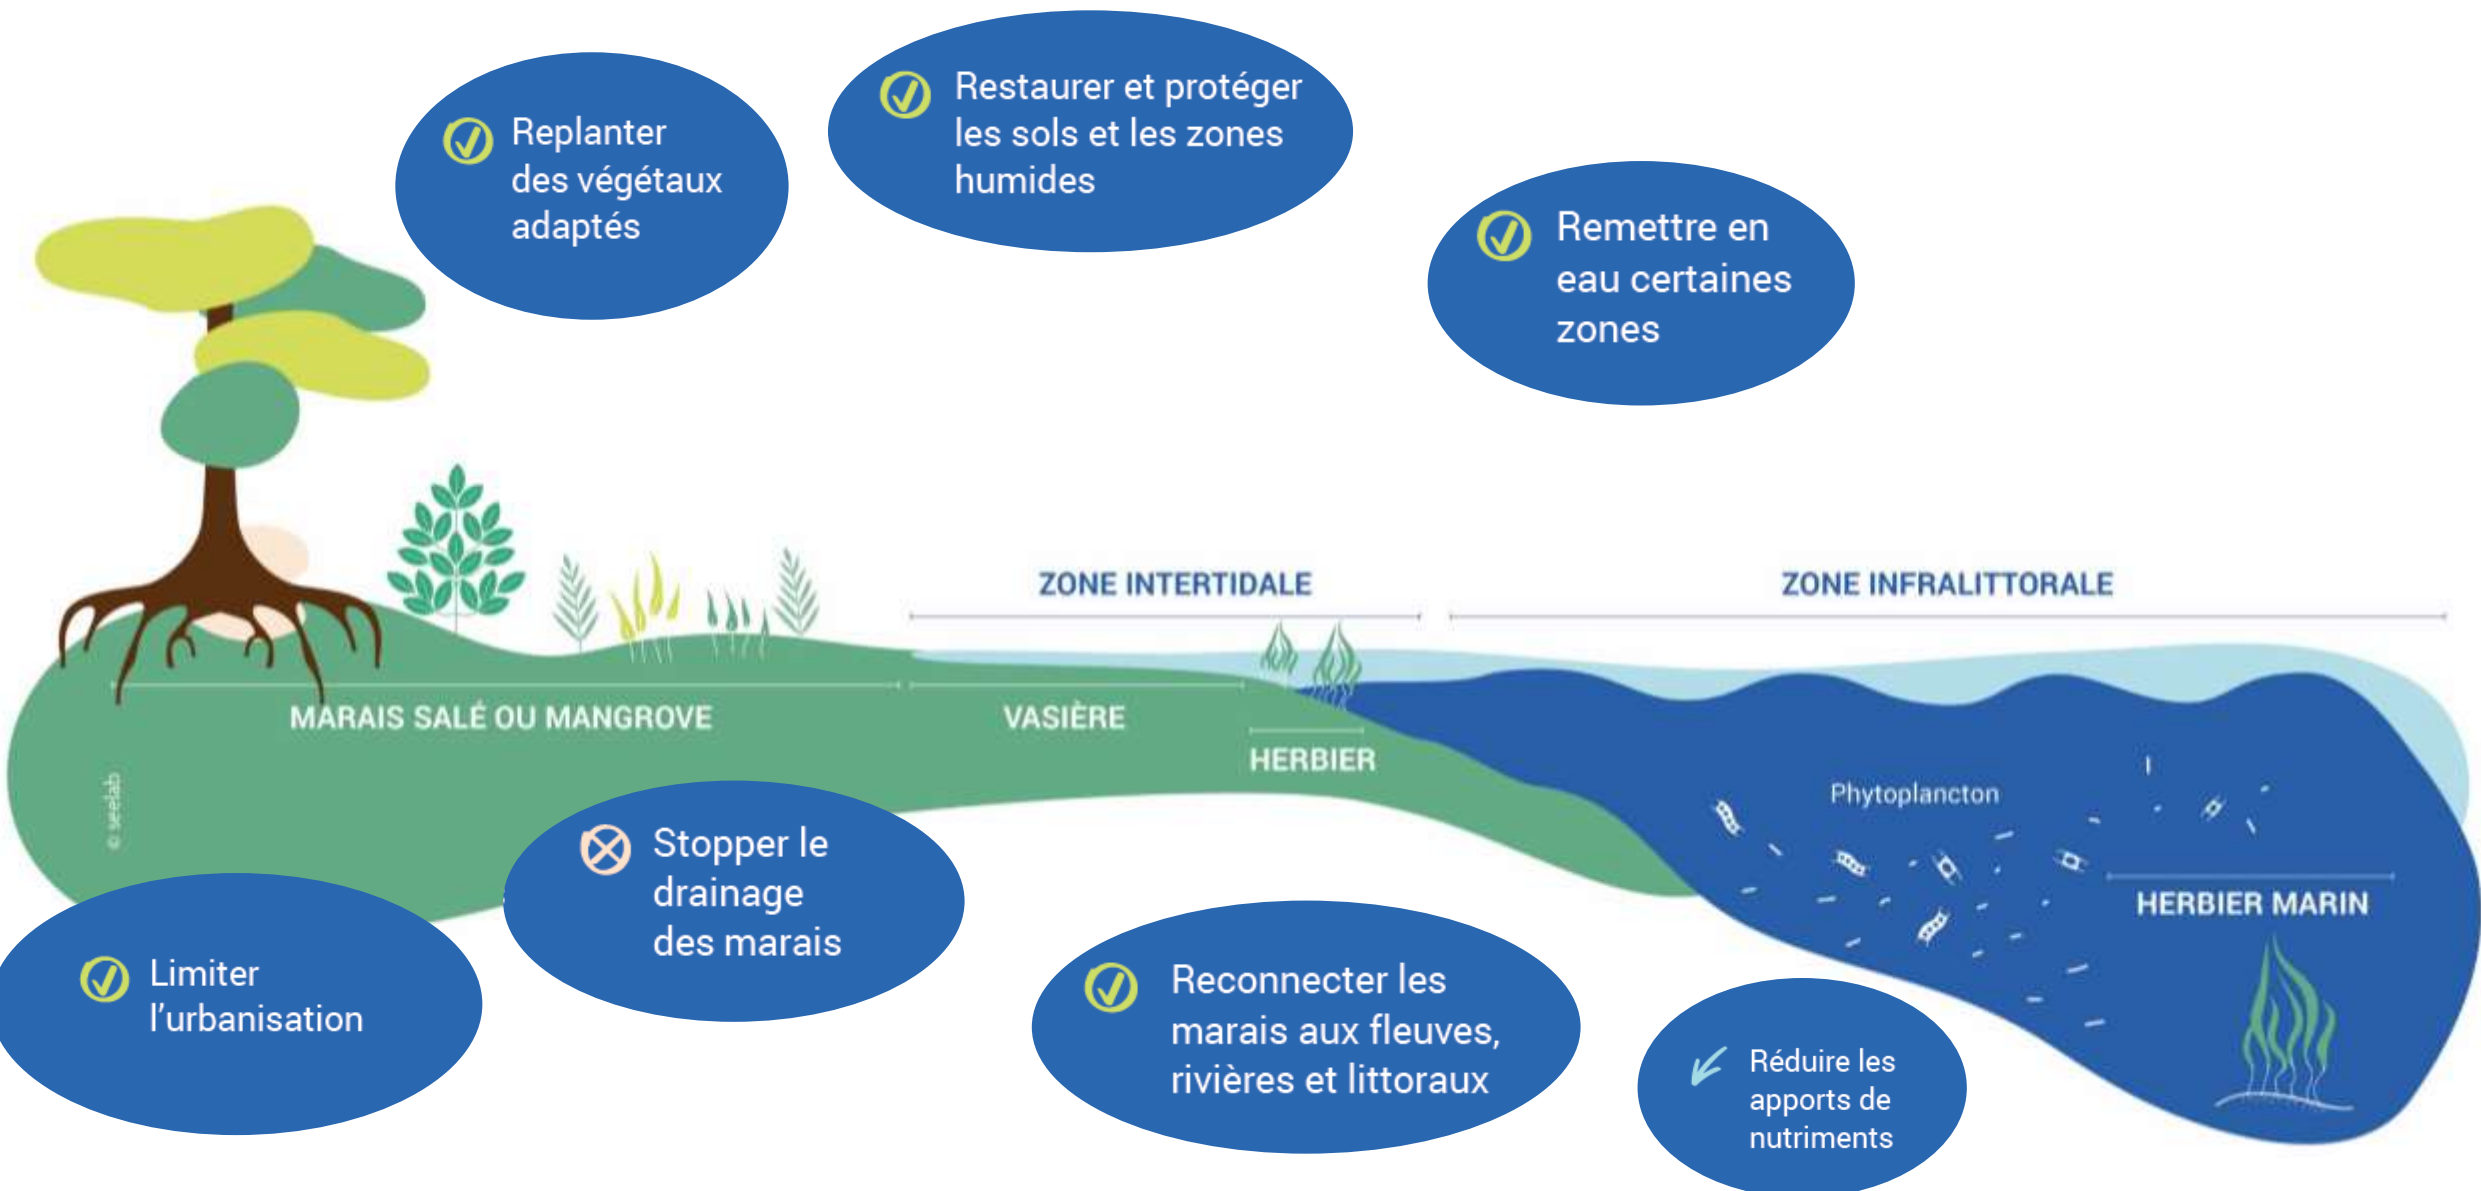 Replanter
des végétaux
adaptés
Restaurer et protéger
les sols et les zones
humides
Remettre en
eau certaines
zones
ZONE INTERTIDALE
ZONE INFRALITTORALE
MARAIS SALÉ OU MANGROVE
VASIÈRE
HERBIER
Phytoplancton
HERBIER MARIN
© seelab
Limiter
l'urbanisation
Stopper le
drainage
des marais
Reconnecter les
marais aux fleuves,
rivières et littoraux
Réduire les
apports de
nutriments